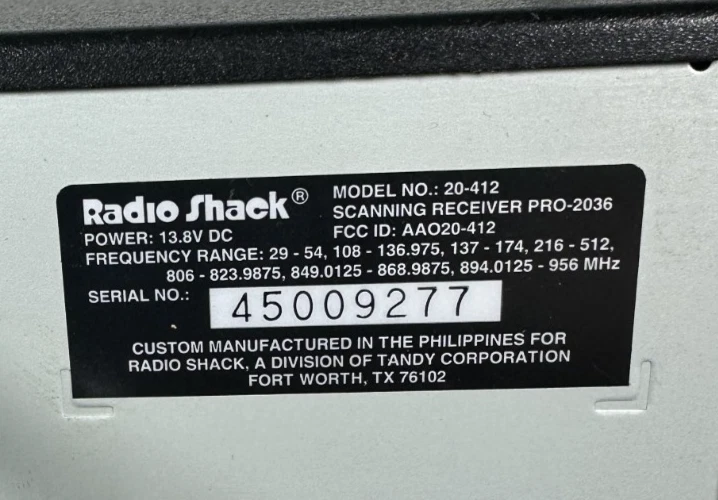 Radio Shack®
MODEL NO.: 20-412
SCANNING RECEIVER PRO-2036
POWER: 13.8V DC
FCC ID: AAO20-412
FREQUENCY RANGE: 29 - 54, 108 - 136.975, 137 - 174, 216 - 512,
806 - 823.9875, 849.0125 - 868.9875, 894.0125 - 956 MHz
SERIAL NO.: 45009277
CUSTOM MANUFACTURED IN THE PHILIPPINES FOR
RADIO SHACK, A DIVISION OF TANDY CORPORATION
FORT WORTH, TX 76102